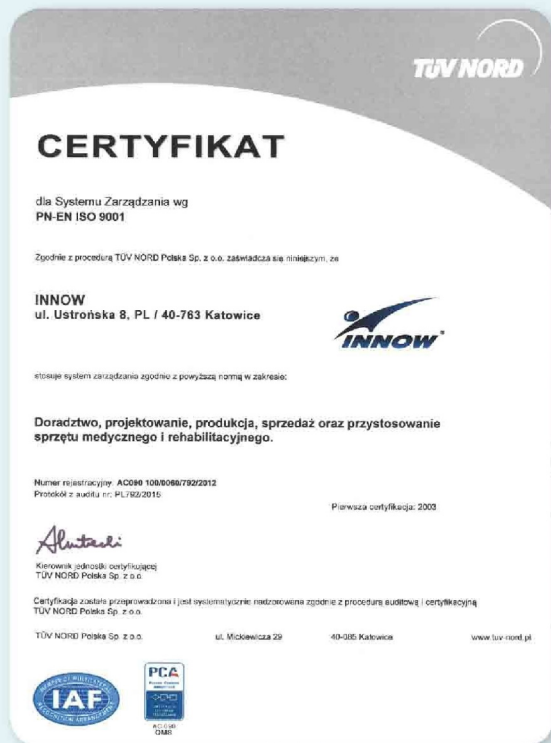 TÜV NORD
CERTYFIKAT
dla Systemu Zarządzania wg
PN-EN ISO 9001
Zgodnie z procedurą TÜV NORD Polska Sp. z o.o. zaświadcza się niniejszym, że
INNOW
ul. Ustrońska 8, PL / 40-763 Katowice
INNOW
stosuje system zarządzania zgodnie z powyższą normą w zakresie:
Doradztwo, projektowanie, produkcja, sprzedaż oraz przystosowanie
sprzętu medycznego i rehabilitacyjnego.
Numer rejestracyjny: AC090 100/0060/792/2012
Protokół z auditu nr: PL792/2015
Pierwsza certyfikacja: 2003
Kierownik jednostki certyfikującej
TÜV NORD Polska Sp. z o.o.
Certyfikacja została przeprowadzona i jest systematycznie nadzorowana zgodnie z procedurą auditową i certyfikacyjną
TÜV NORD Polska Sp. z o.o.
TÜV NORD Polska Sp. z o.o. ul. Mickiewicza 29 40-085 Katowice www.tuv-nord.pl
IAF
PCA
AC 090
QMS